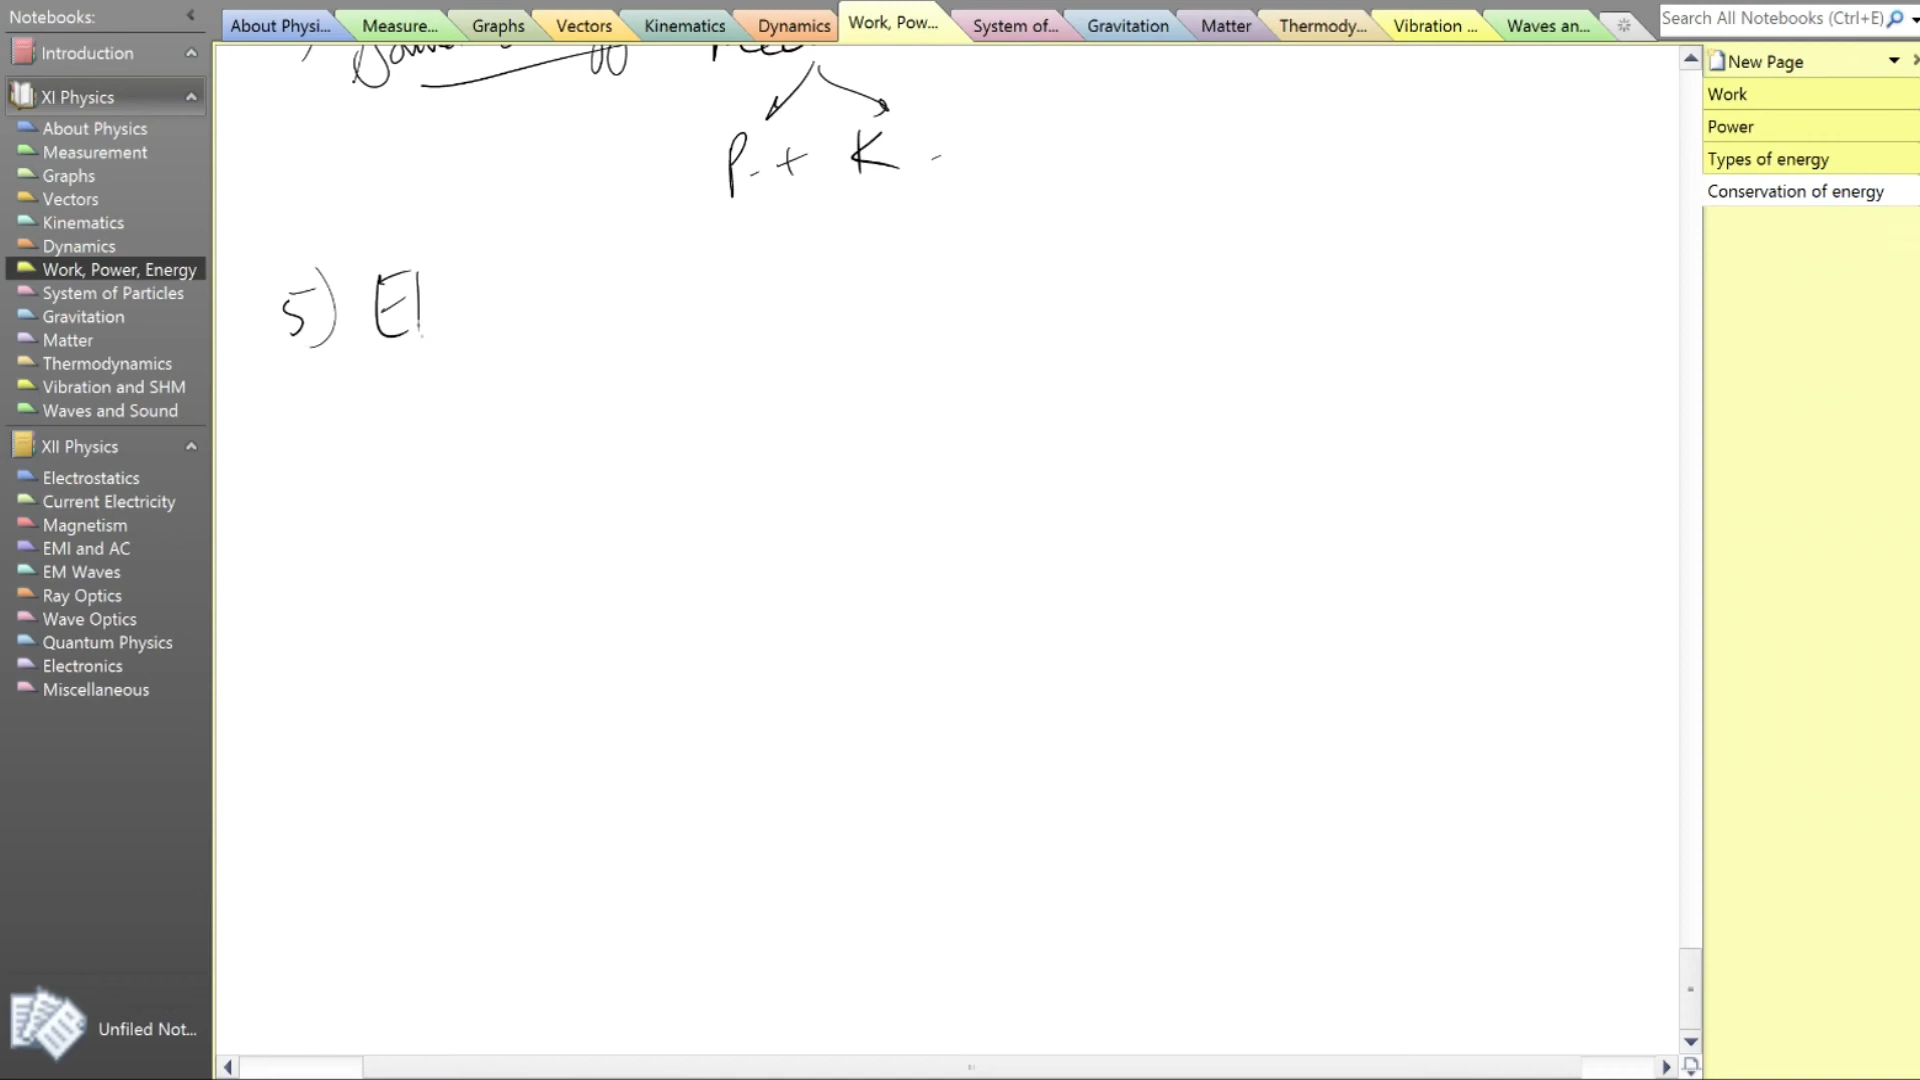 Notebooks:
Introduction
XI Physics
About Physics
Measurement
Graphs
Vectors
Kinematics
Dynamics
Work, Power, Energy
System of Particles
Gravitation
Matter
Thermodynamics
Vibration and SHM
Waves and Sound
XII Physics
Electrostatics
Current Electricity
Magnetism
EMI and AC
EM Waves
Ray Optics
Wave Optics
Quantum Physics
Electronics
Miscellaneous
Unfiled Not...
About Physi... Measure... Graphs Vectors Kinematics Dynamics Work, Pow... System of... Gravitation Matter Thermody... Vibration ... Waves an...
Search All Notebooks (Ctrl+E)
P. + K -
5) El
New Page
Work
Power
Types of energy
Conservation of energy